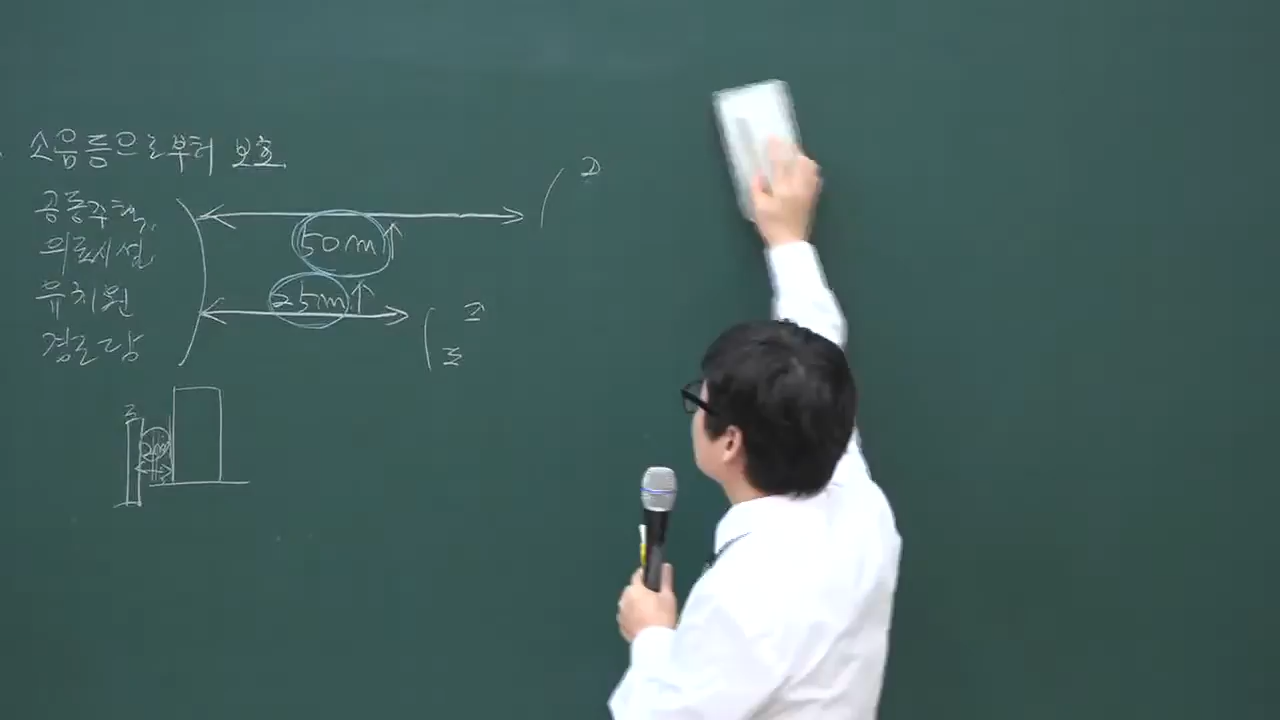 소음등으로부터 보호
공동주택,
의료시설
유치원
경로당
50m↑
25m↑